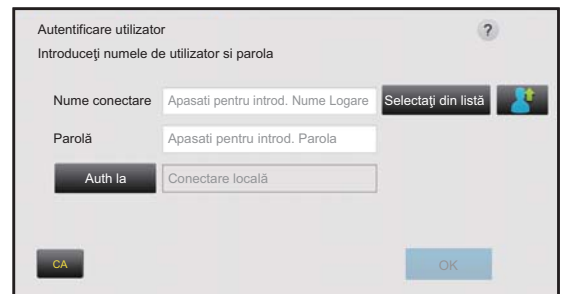 Autentificare utilizator
?
Introduceţi numele de utilizator si parola
Nume conectare Apasati pentru introd. Nume Logare Selectaţi din listă
Parolă Apasati pentru introd. Parola
Auth la Conectare locală
CA OK